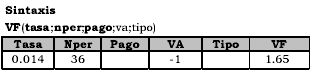 Sintaxis
VF(tasa;nper;pago;va;tipo)
Tasa Nper Pago VA Tipo VF
0.014 36 -1 1.65